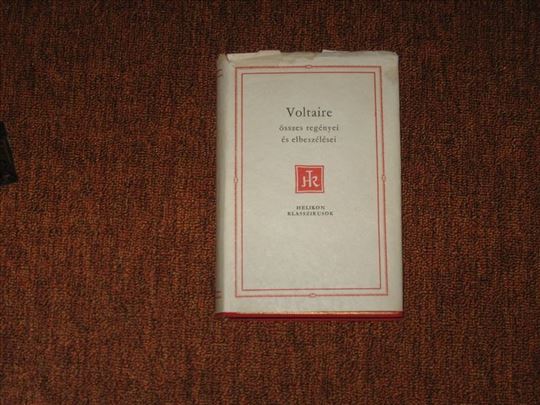 Voltaire
összes regényei
és elbeszélései
HK
HELIKON
KLASSZIKUSOK